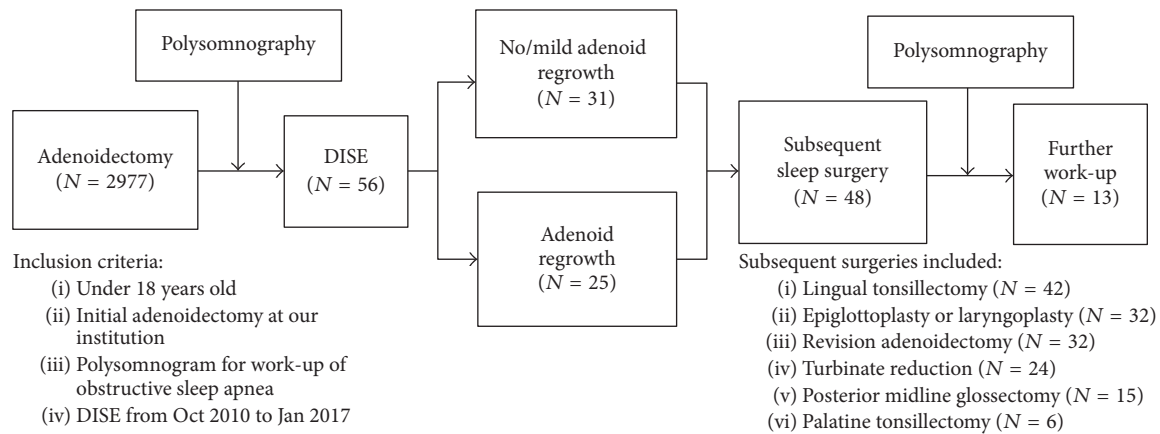 Polysomnography
Adenoidectomy
(N = 2977)
DISE
(N = 56)
No/mild adenoid
regrowth
(N = 31)
Adenoid
regrowth
(N = 25)
Subsequent
sleep surgery
(N = 48)
Polysomnography
Further
work-up
(N = 13)
Inclusion criteria:
(i) Under 18 years old
(ii) Initial adenoidectomy at our
institution
(iii) Polysomnogram for work-up of
obstructive sleep apnea
(iv) DISE from Oct 2010 to Jan 2017
Subsequent surgeries included:
(i) Lingual tonsillectomy (N = 42)
(ii) Epiglottoplasty or laryngoplasty (N = 32)
(iii) Revision adenoidectomy (N = 32)
(iv) Turbinate reduction (N = 24)
(v) Posterior midline glossectomy (N = 15)
(vi) Palatine tonsillectomy (N = 6)